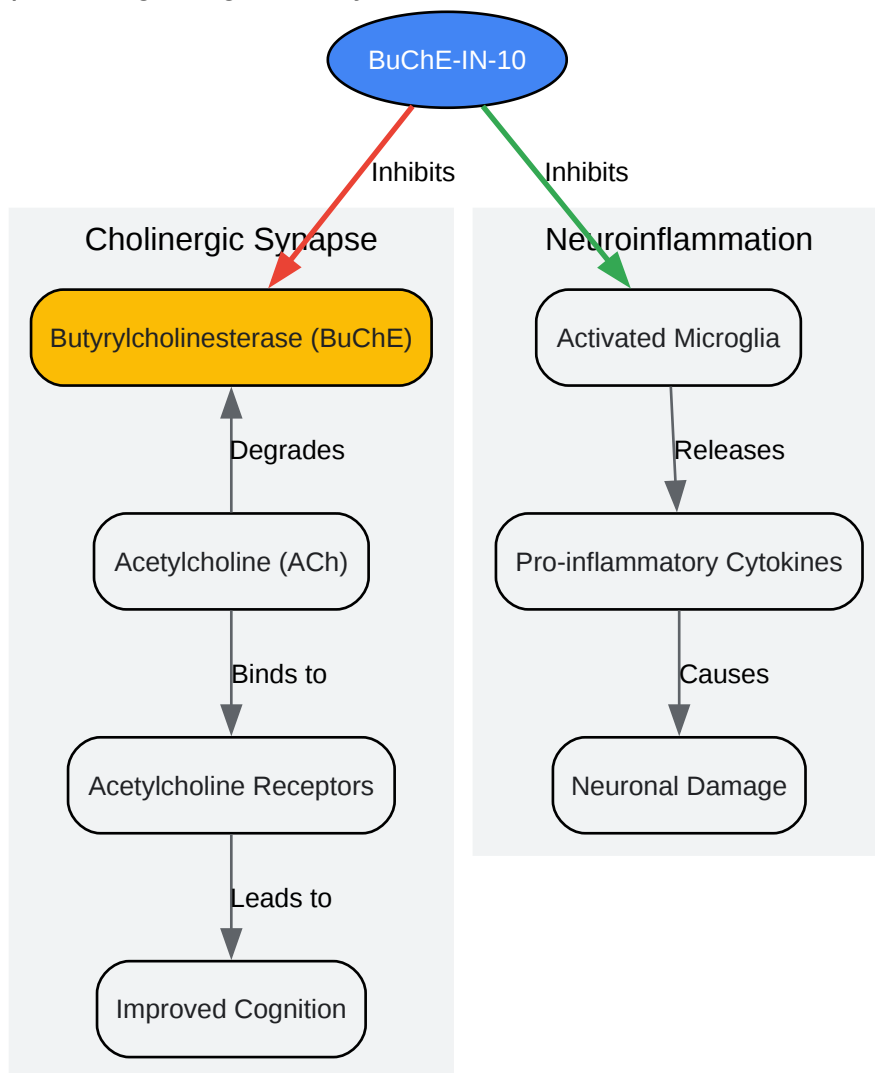 BuChE-IN-10
Inhibits
Inhibits
Cholinergic Synapse
Neuroinflammation
Butyrylcholinesterase (BuChE)
Activated Microglia
Degrades
Releases
Acetylcholine (ACh)
Pro-inflammatory Cytokines
Binds to
Causes
Acetylcholine Receptors
Neuronal Damage
Leads to
Improved Cognition